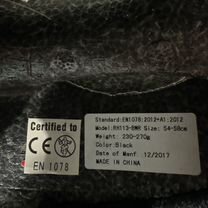 Standard:EN1078:2012+A1:2012
Model:RH113-BMR Size: 54-58cm
Weight: 230-270g
Color:Black
Date of Manf.:12/2017
MADE IN CHINA
Certified to
CE
EN 1078